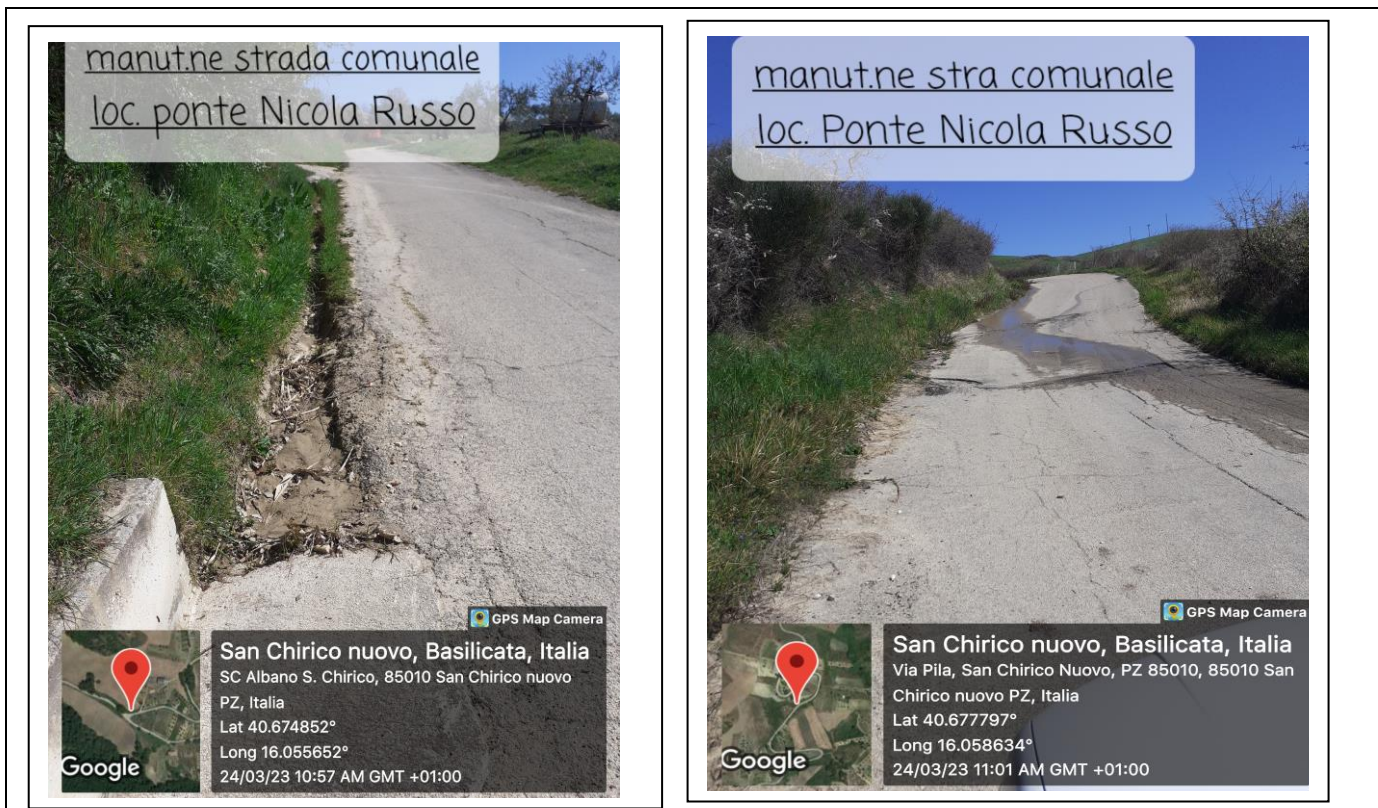 manut.ne strada comunale
loc. ponte Nicola Russo
GPS Map Camera
San Chirico nuovo, Basilicata, Italia
SC Albano S. Chirico, 85010 San Chirico nuovo
PZ, Italia
Lat 40.674852°
Long 16.055652°
24/03/23 10:57 AM GMT +01:00
Google
manut.ne stra comunale
loc. Ponte Nicola Russo
GPS Map Camera
San Chirico nuovo, Basilicata, Italia
Via Pila, San Chirico Nuovo, PZ 85010, 85010 San
Chirico nuovo PZ, Italia
Lat 40.677797°
Long 16.058634°
24/03/23 11:01 AM GMT +01:00
Google